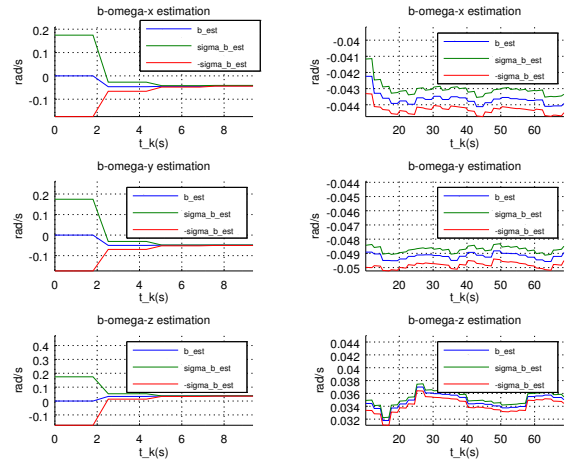 b-omega-x estimation
0.2
0.1
0
-0.1
rad/s
b_est
sigma_b_est
-sigma_b_est
0 2 4 6 8
t_k(s)
b-omega-x estimation
-0.04
-0.041
-0.042
-0.043
-0.044
rad/s
b_est
sigma_b_est
-sigma_b_est
20 30 40 50 60
t_k(s)
b-omega-y estimation
0.2
0.1
0
-0.1
rad/s
b_est
sigma_b_est
-sigma_b_est
0 2 4 6 8
t_k(s)
b-omega-y estimation
-0.044
-0.045
-0.046
-0.047
-0.048
-0.049
-0.05
rad/s
b_est
sigma_b_est
-sigma_b_est
20 30 40 50 60
t_k(s)
b-omega-z estimation
0.4
0.3
0.2
0.1
0
-0.1
rad/s
b_est
sigma_b_est
-sigma_b_est
0 2 4 6 8
t_k(s)
b-omega-z estimation
0.044
0.042
0.04
0.038
0.036
0.034
0.032
rad/s
b_est
sigma_b_est
-sigma_b_est
20 30 40 50 60
t_k(s)